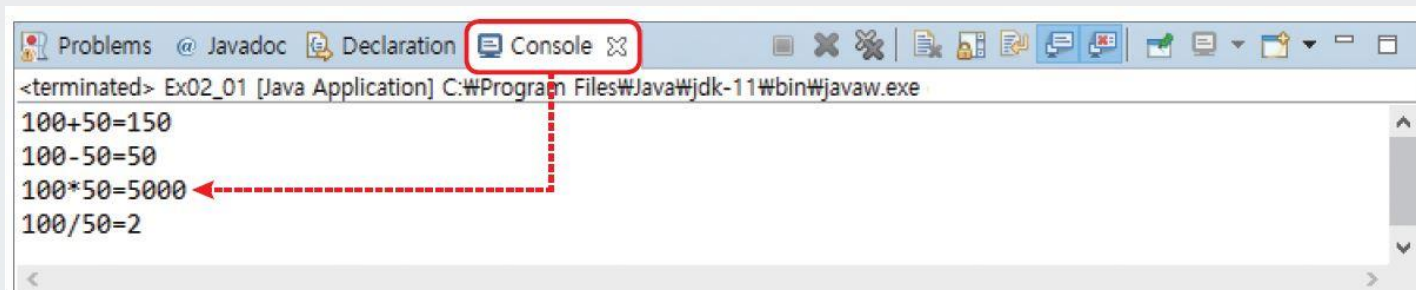 Problems @ Javadoc Declaration Console
<terminated> Ex02_01 [Java Application] C:₩Program Files₩Java₩jdk-11₩bin₩javaw.exe
100+50=150
100-50=50
100*50=5000
100/50=2